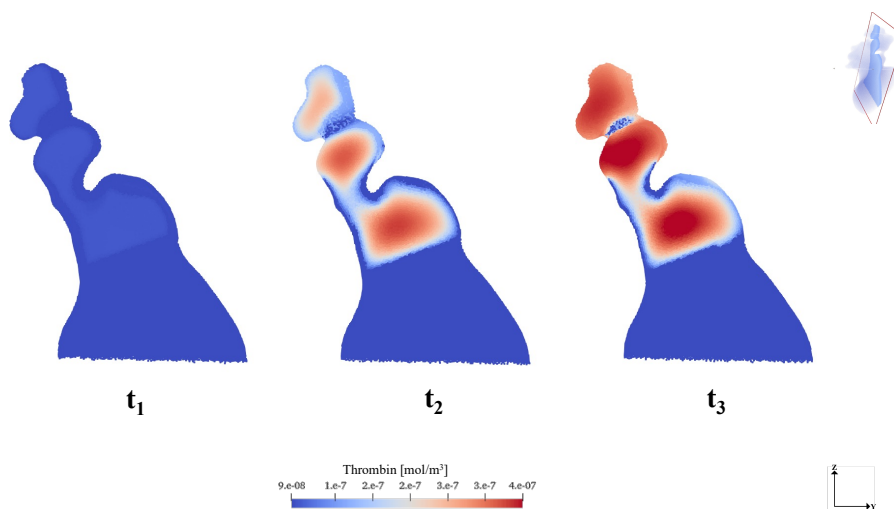 t₁ t₂ t₃
Thrombin [mol/m³]
9.e-08 1.e-7 2.e-7 2.e-7 3.e-7 3.e-7 4.e-07
Z
Y